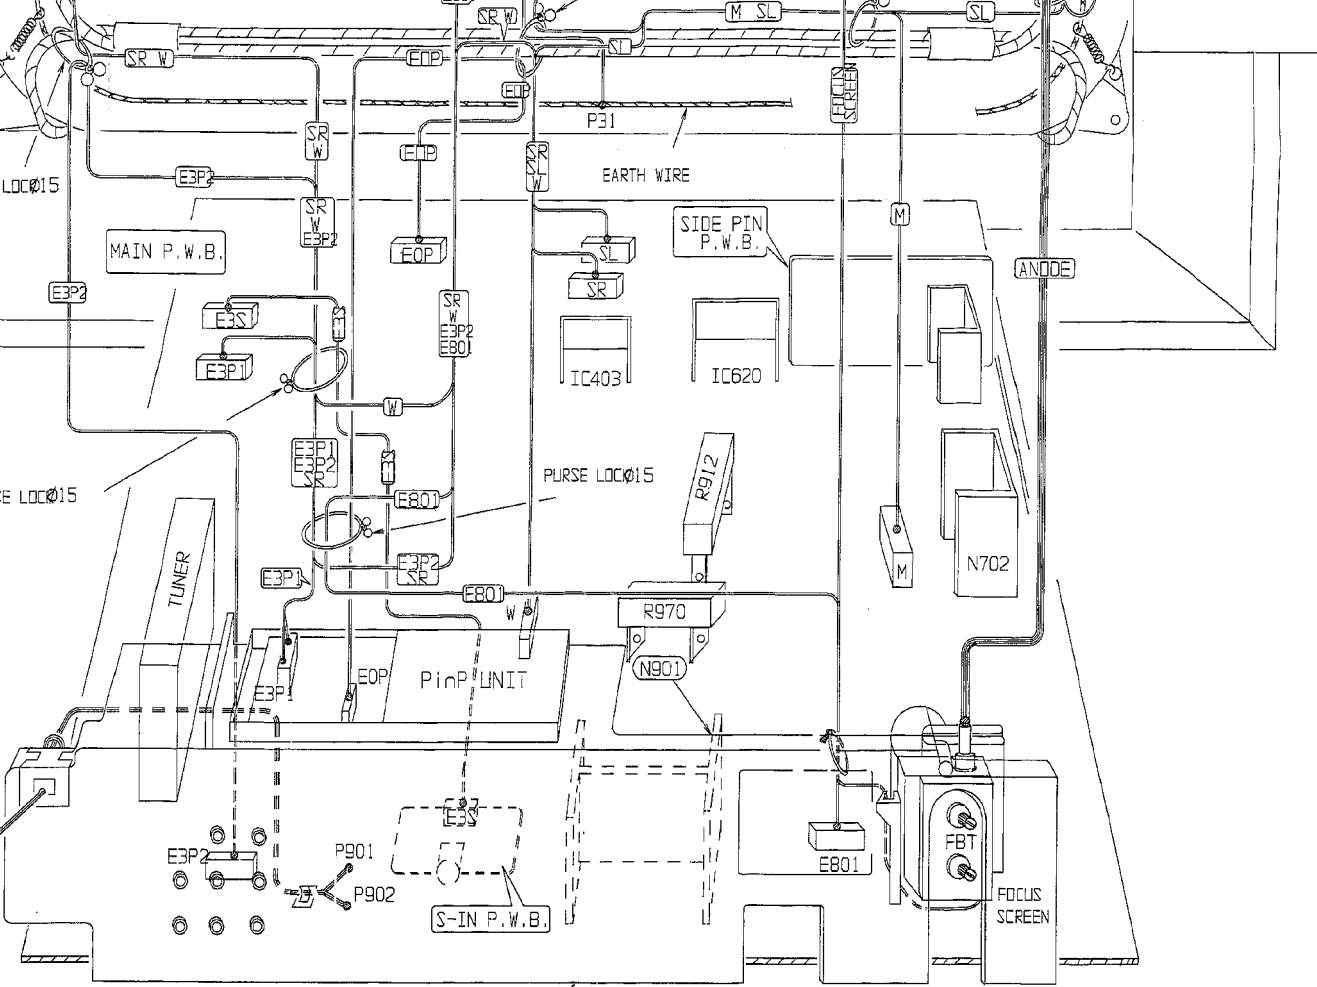 SR W
M SL
SL
SL
SR W
EOP
EOP
FOCUS
SCREEN
P31
SR
W
EOP
SR
SL
W
EARTH WIRE
E3P2
LOCØ15
SR
W
E3P2
M
SIDE PIN
P.W.B.
MAIN P.W.B.
EOP
SL
ANODE
E3P2
SR
E3S
SR
W
E3P2
E801
E3P1
IC403
IC620
W
E3P1
E3P2
SR
PURSE LOCØ15
R912
E LOCØ15
E801
TUNER
E3P2
SR
E3P1
M
N702
E801
W
R970
N901
E3P1
EOP
PinP UNIT
E3S
E3P2
P901
P902
S-IN P.W.B.
E801
FBT
FOCUS
SCREEN